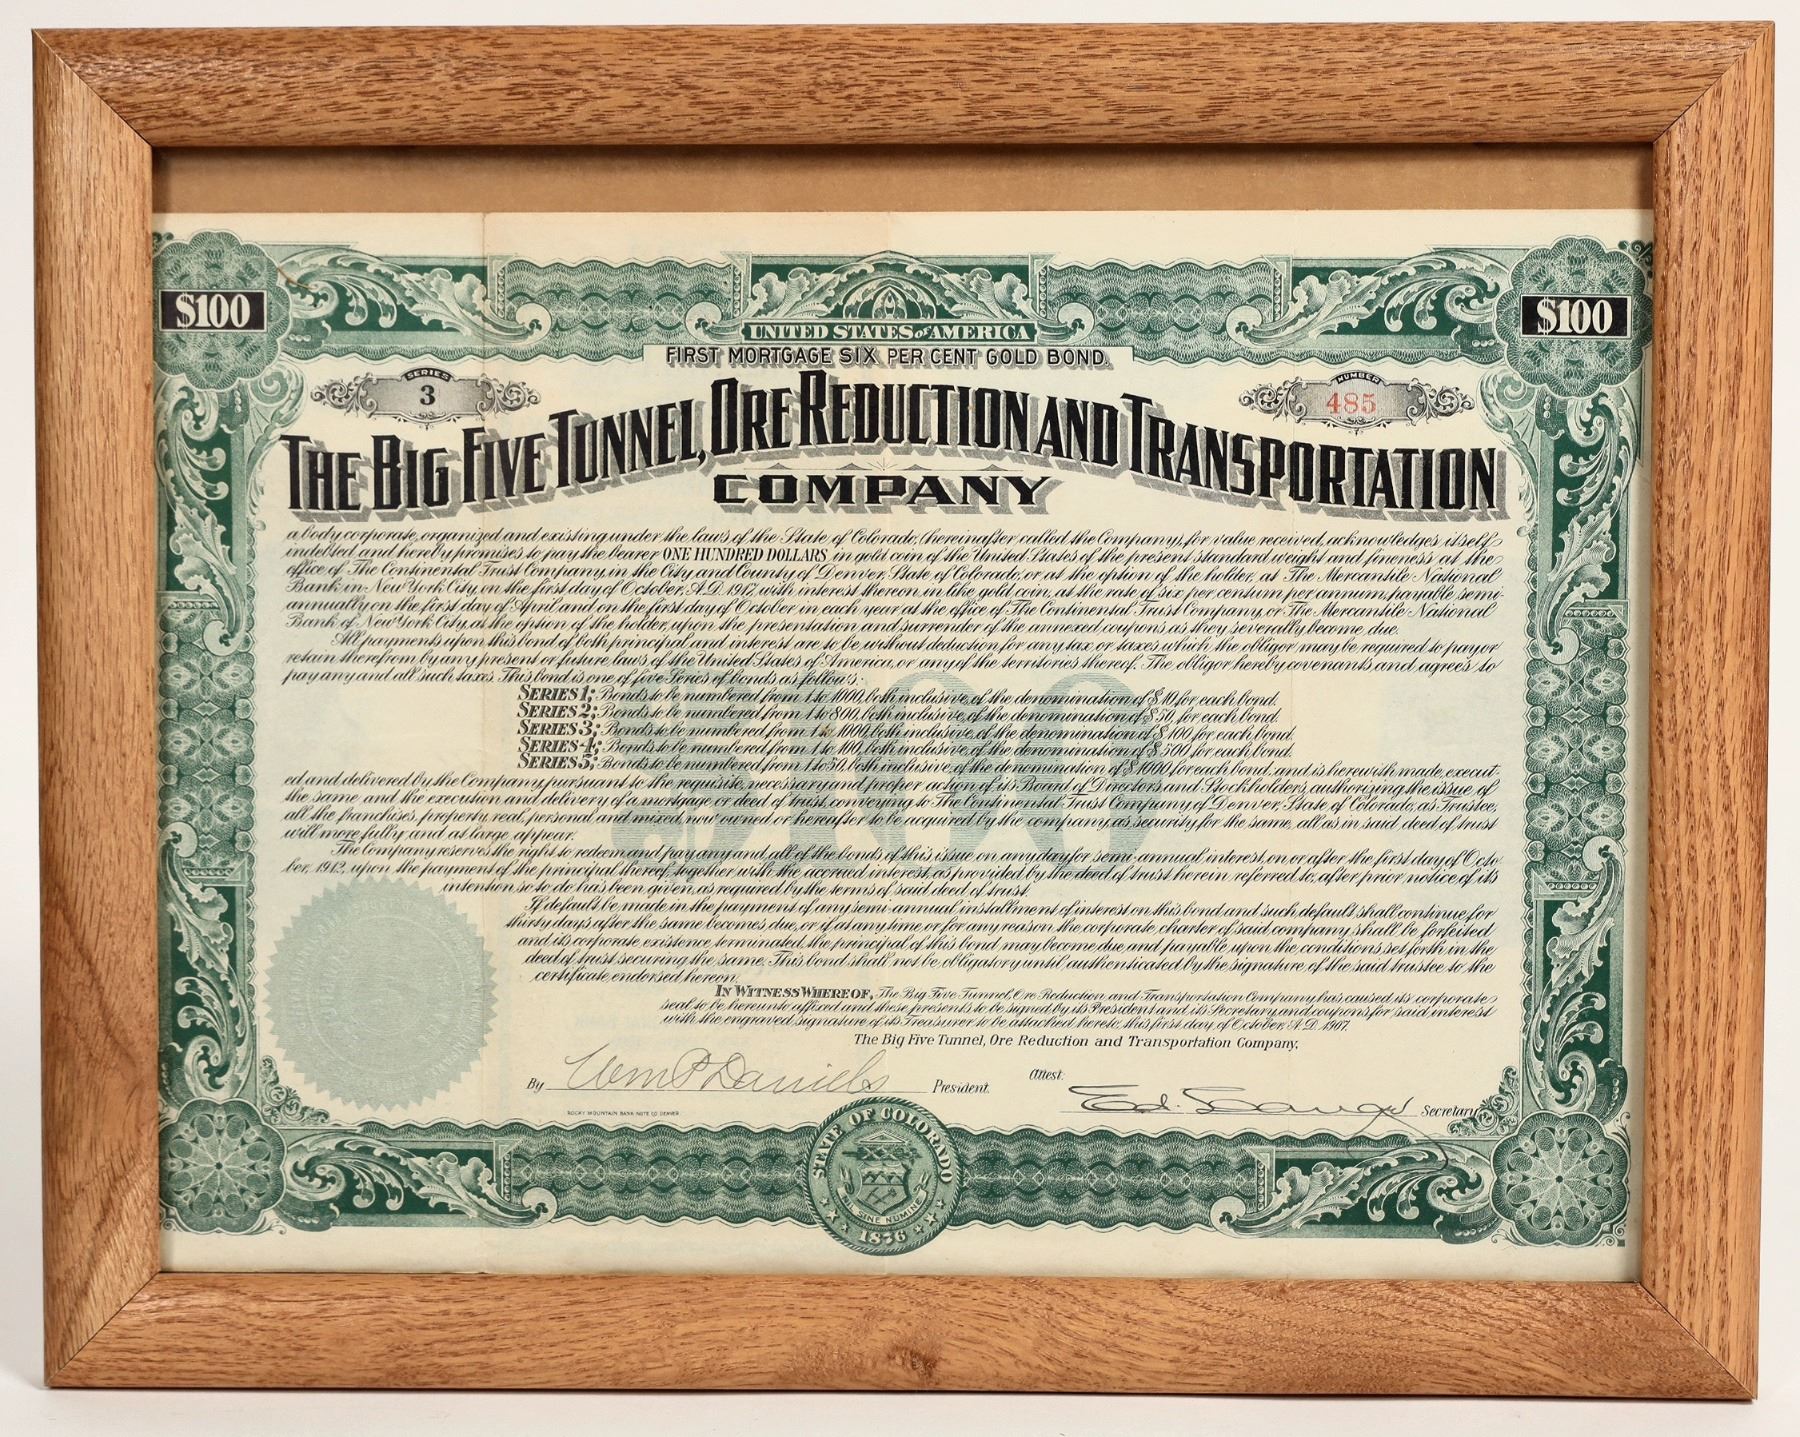 $100
$100
UNITED STATES of AMERICA
FIRST MORTGAGE SIX PER CENT GOLD BOND.
SERIES
3
NUMBER
485
THE BIG FIVE TUNNEL, ORE REDUCTION AND TRANSPORTATION
COMPANY
a body corporate, organized and existing under the laws of the State of Colorado, (hereinafter called the Company, for value received, acknowledges itself
indebted and hereby promises to pay the bearer ONE HUNDRED DOLLARS in gold coin of the United States of the present standard weight and fineness at the
office of The Continental Trust Company, in the City and County of Denver, State of Colorado, or at the option of the holder, at The Mercantile National
Bank in New York City, on the first day of October, A.D. 1917, with interest thereon, in like gold coin, at the rate of six per centum per annum, payable semi-
annually on the first day of April and on the first day of October in each year at the office of The Continental Trust Company, or The Mercantile National
Bank of New York City, at the option of the holder, upon the presentation and surrender of the annexed coupons as they severally become due.
All payments upon this bond of both principal and interest are to be without deduction for any tax or taxes which the obligor may be required to pay or
retain therefrom by any present or future laws of the United States of America, or any of the territories thereof. The obligor hereby covenants and agrees to
pay any and all such taxes. This bond is one of five Series of bonds as follows:
SERIES 1; Bonds to be numbered from 1 to 1000, both inclusive, of the denomination of $10 for each bond.
SERIES 2; Bonds to be numbered from 1 to 800, both inclusive, of the denomination of $50, for each bond.
SERIES 3; Bonds to be numbered from 1 to 1000, both inclusive, of the denomination of $100 for each bond.
SERIES 4; Bonds to be numbered from 1 to 100, both inclusive, of the denomination of $500 for each bond.
SERIES 5; Bonds to be numbered from 1 to 50, both inclusive, of the denomination of $1000 for each bond, and is herewith made, execut-
ed and delivered by the Company, pursuant to the requisite, necessary and proper action of its Board of Directors and Stockholders, authorizing the issue of
the same and the execution and delivery of a mortgage or deed of trust, conveying to The Continental Trust Company of Denver, State of Colorado, as Trustee,
all the franchises, property, real, personal and mixed, now owned or hereafter to be acquired by the company, as security for the same, all as in said deed of trust
will more fully and at large appear.
The Company reserves the right to redeem and pay any and all of the bonds of this issue on any day for semi-annual interest, on or after the first day of Octo
ber, 1912, upon the payment of the principal thereof, together with the accrued interest, as provided by the deed of trust herein referred to, after prior notice of its
intention so to do has been given, as required by the terms of said deed of trust
If default be made in the payment of any semi-annual installment of interest on this bond and such default shall continue for
thirty days after the same becomes due, or if at any time or for any reason the corporate charter of said company shall be forfeited
and its corporate existence terminated, the principal of this bond may become due and payable upon the conditions set forth in the
deed of trust securing the same. This bond shall not be obligatory until authenticated by the signature of the said trustee to the
certificate endorsed hereon.
IN WITNESS WHEREOF, The Big Five Tunnel, Ore Reduction and Transportation Company has caused its corporate
seal to be hereunto affixed and these presents to be signed by its President and its Secretary, and coupons for said interest
with the engraved signature of its Treasurer to be attached hereto, this first day of October, A.D. 1907.
The Big Five Tunnel, Ore Reduction and Transportation Company,
By Wm P Daniels President.
Attest: Secretary
ROCKY MOUNTAIN BANK NOTE CO DENVER
STATE OF COLORADO
SINE NUMINE
1876